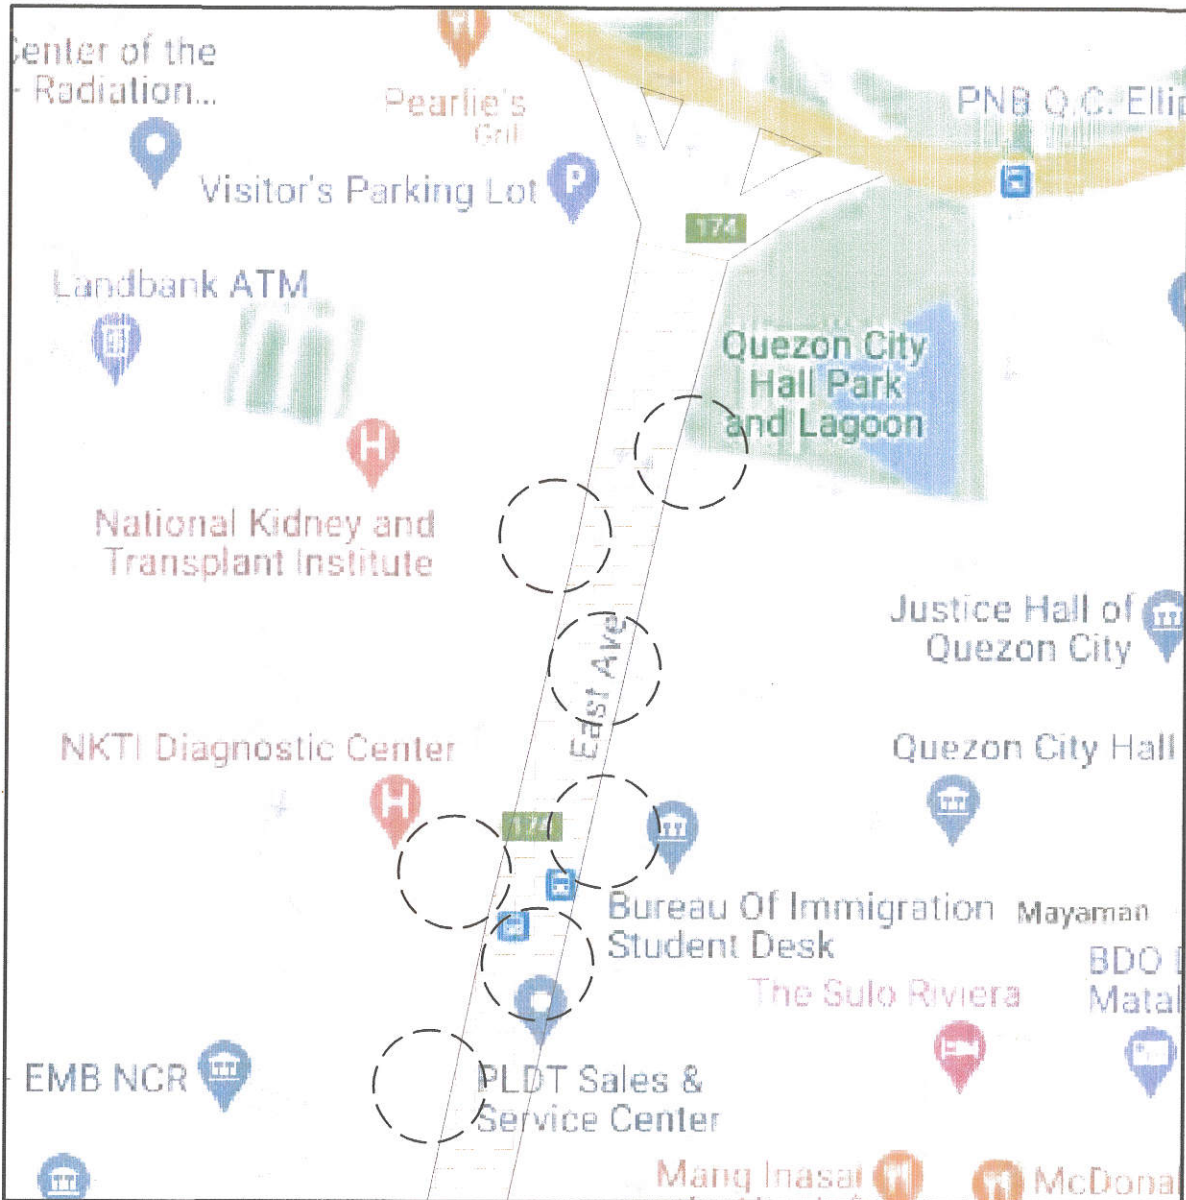 Center of the
- Radiation...
Pearlie's
Grill
PNB Q.C. Ellip
Visitor's Parking Lot
P
174
Landbank ATM
Quezon City
Hall Park
and Lagoon
H
National Kidney and
Transplant Institute
Justice Hall of
Quezon City
East Ave
NKTI Diagnostic Center
Quezon City Hall
H
174
Bureau Of Immigration
Student Desk
Mayaman
BDO
Matal
The Sulo Riviera
EMB NCR
PLDT Sales &
Service Center
Mang Inasal
McDonal